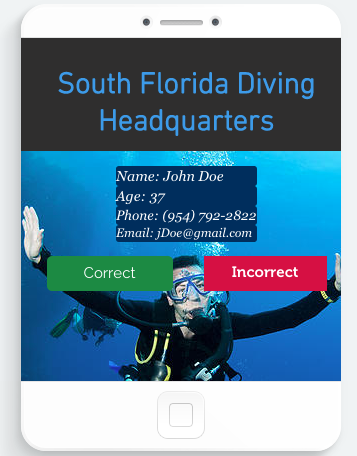 South Florida Diving
Headquarters
Name: John Doe
Age: 37
Phone: (954) 792-2822
Email: jDoe@gmail.com
Correct
Incorrect